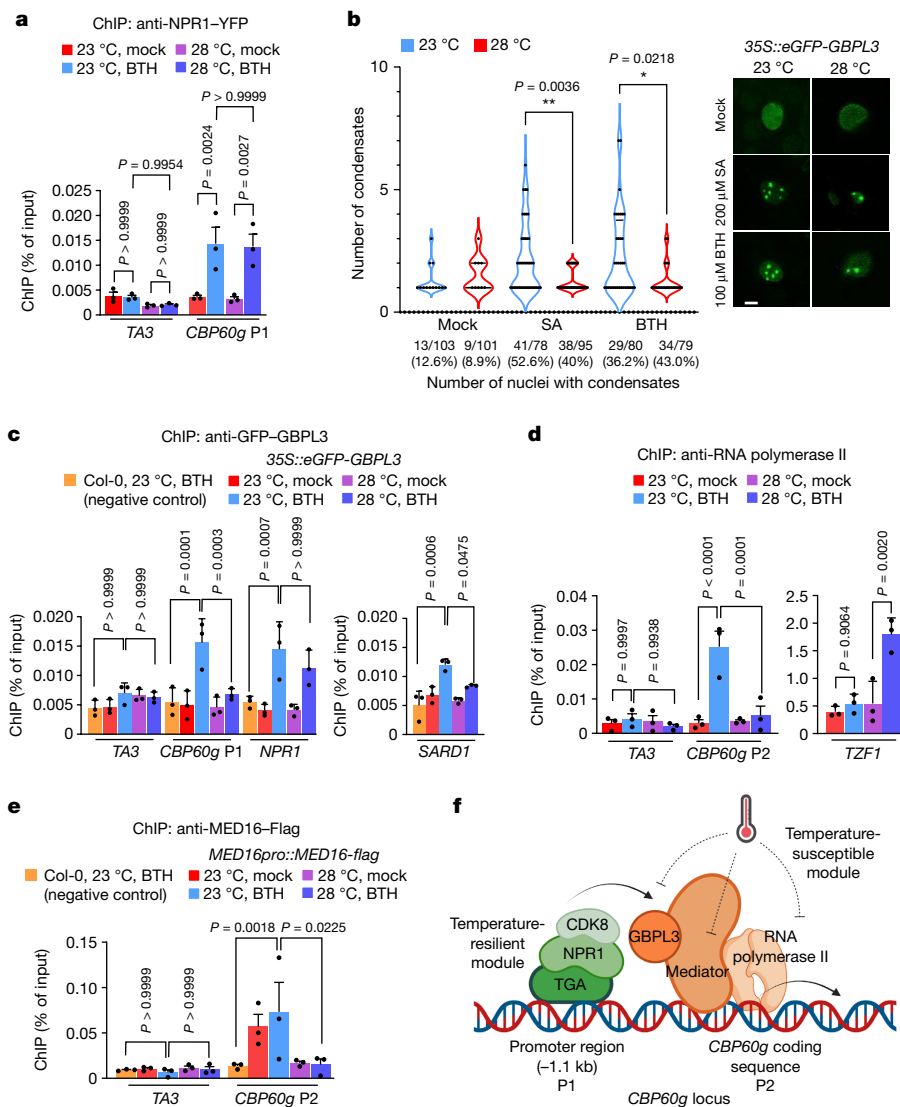 a
ChIP: anti-NPR1–YFP
23 °C, mock
28 °C, mock
23 °C, BTH
28 °C, BTH
P > 0.9999
P = 0.9954
P = 0.0024
P = 0.0027
P > 0.9999
P > 0.9999
ChIP (% of input)
0.025
0.020
0.015
0.010
0.005
0
TA3
CBP60g P1
b
23 °C
28 °C
Number of condensates
10
5
0
P = 0.0036
**
P = 0.0218
*
Mock
SA
BTH
13/103
9/101
41/78
38/95
29/80
34/79
(12.6%)
(8.9%)
(52.6%)
(40%)
(36.2%)
(43.0%)
Number of nuclei with condensates
35S::eGFP-GBPL3
23 °C
28 °C
Mock
200 µM SA
100 µM BTH
c
ChIP: anti-GFP–GBPL3
35S::eGFP-GBPL3
Col-0, 23 °C, BTH
(negative control)
23 °C, mock
28 °C, mock
23 °C, BTH
28 °C, BTH
P > 0.9999
P > 0.9999
P = 0.0001
P = 0.0003
P = 0.0007
P > 0.9999
ChIP (% of input)
0.020
0.015
0.010
0.005
0
TA3
CBP60g P1
NPR1
P = 0.0006
P = 0.0475
ChIP (% of input)
0.020
0.015
0.010
0.005
0
SARD1
d
ChIP: anti-RNA polymerase II
23 °C, mock
28 °C, mock
23 °C, BTH
28 °C, BTH
P = 0.9997
P = 0.9938
P < 0.0001
P = 0.0001
ChIP (% of input)
0.04
0.03
0.02
0.01
0
TA3
CBP60g P2
P = 0.9064
P = 0.0020
2.5
2.0
1.5
1.0
0.5
0
TZF1
e
ChIP: anti-MED16–Flag
MED16pro::MED16-flag
Col-0, 23 °C, BTH
(negative control)
23 °C, mock
28 °C, mock
23 °C, BTH
28 °C, BTH
P > 0.9999
P > 0.9999
P = 0.0018
P = 0.0225
ChIP (% of input)
0.15
0.10
0.05
0
TA3
CBP60g P2
f
Temperature-
susceptible
module
Temperature-
resilient
module
CDK8
NPR1
TGA
GBPL3
Mediator
RNA
polymerase II
Promoter region
(–1.1 kb)
P1
CBP60g coding
sequence
P2
CBP60g locus